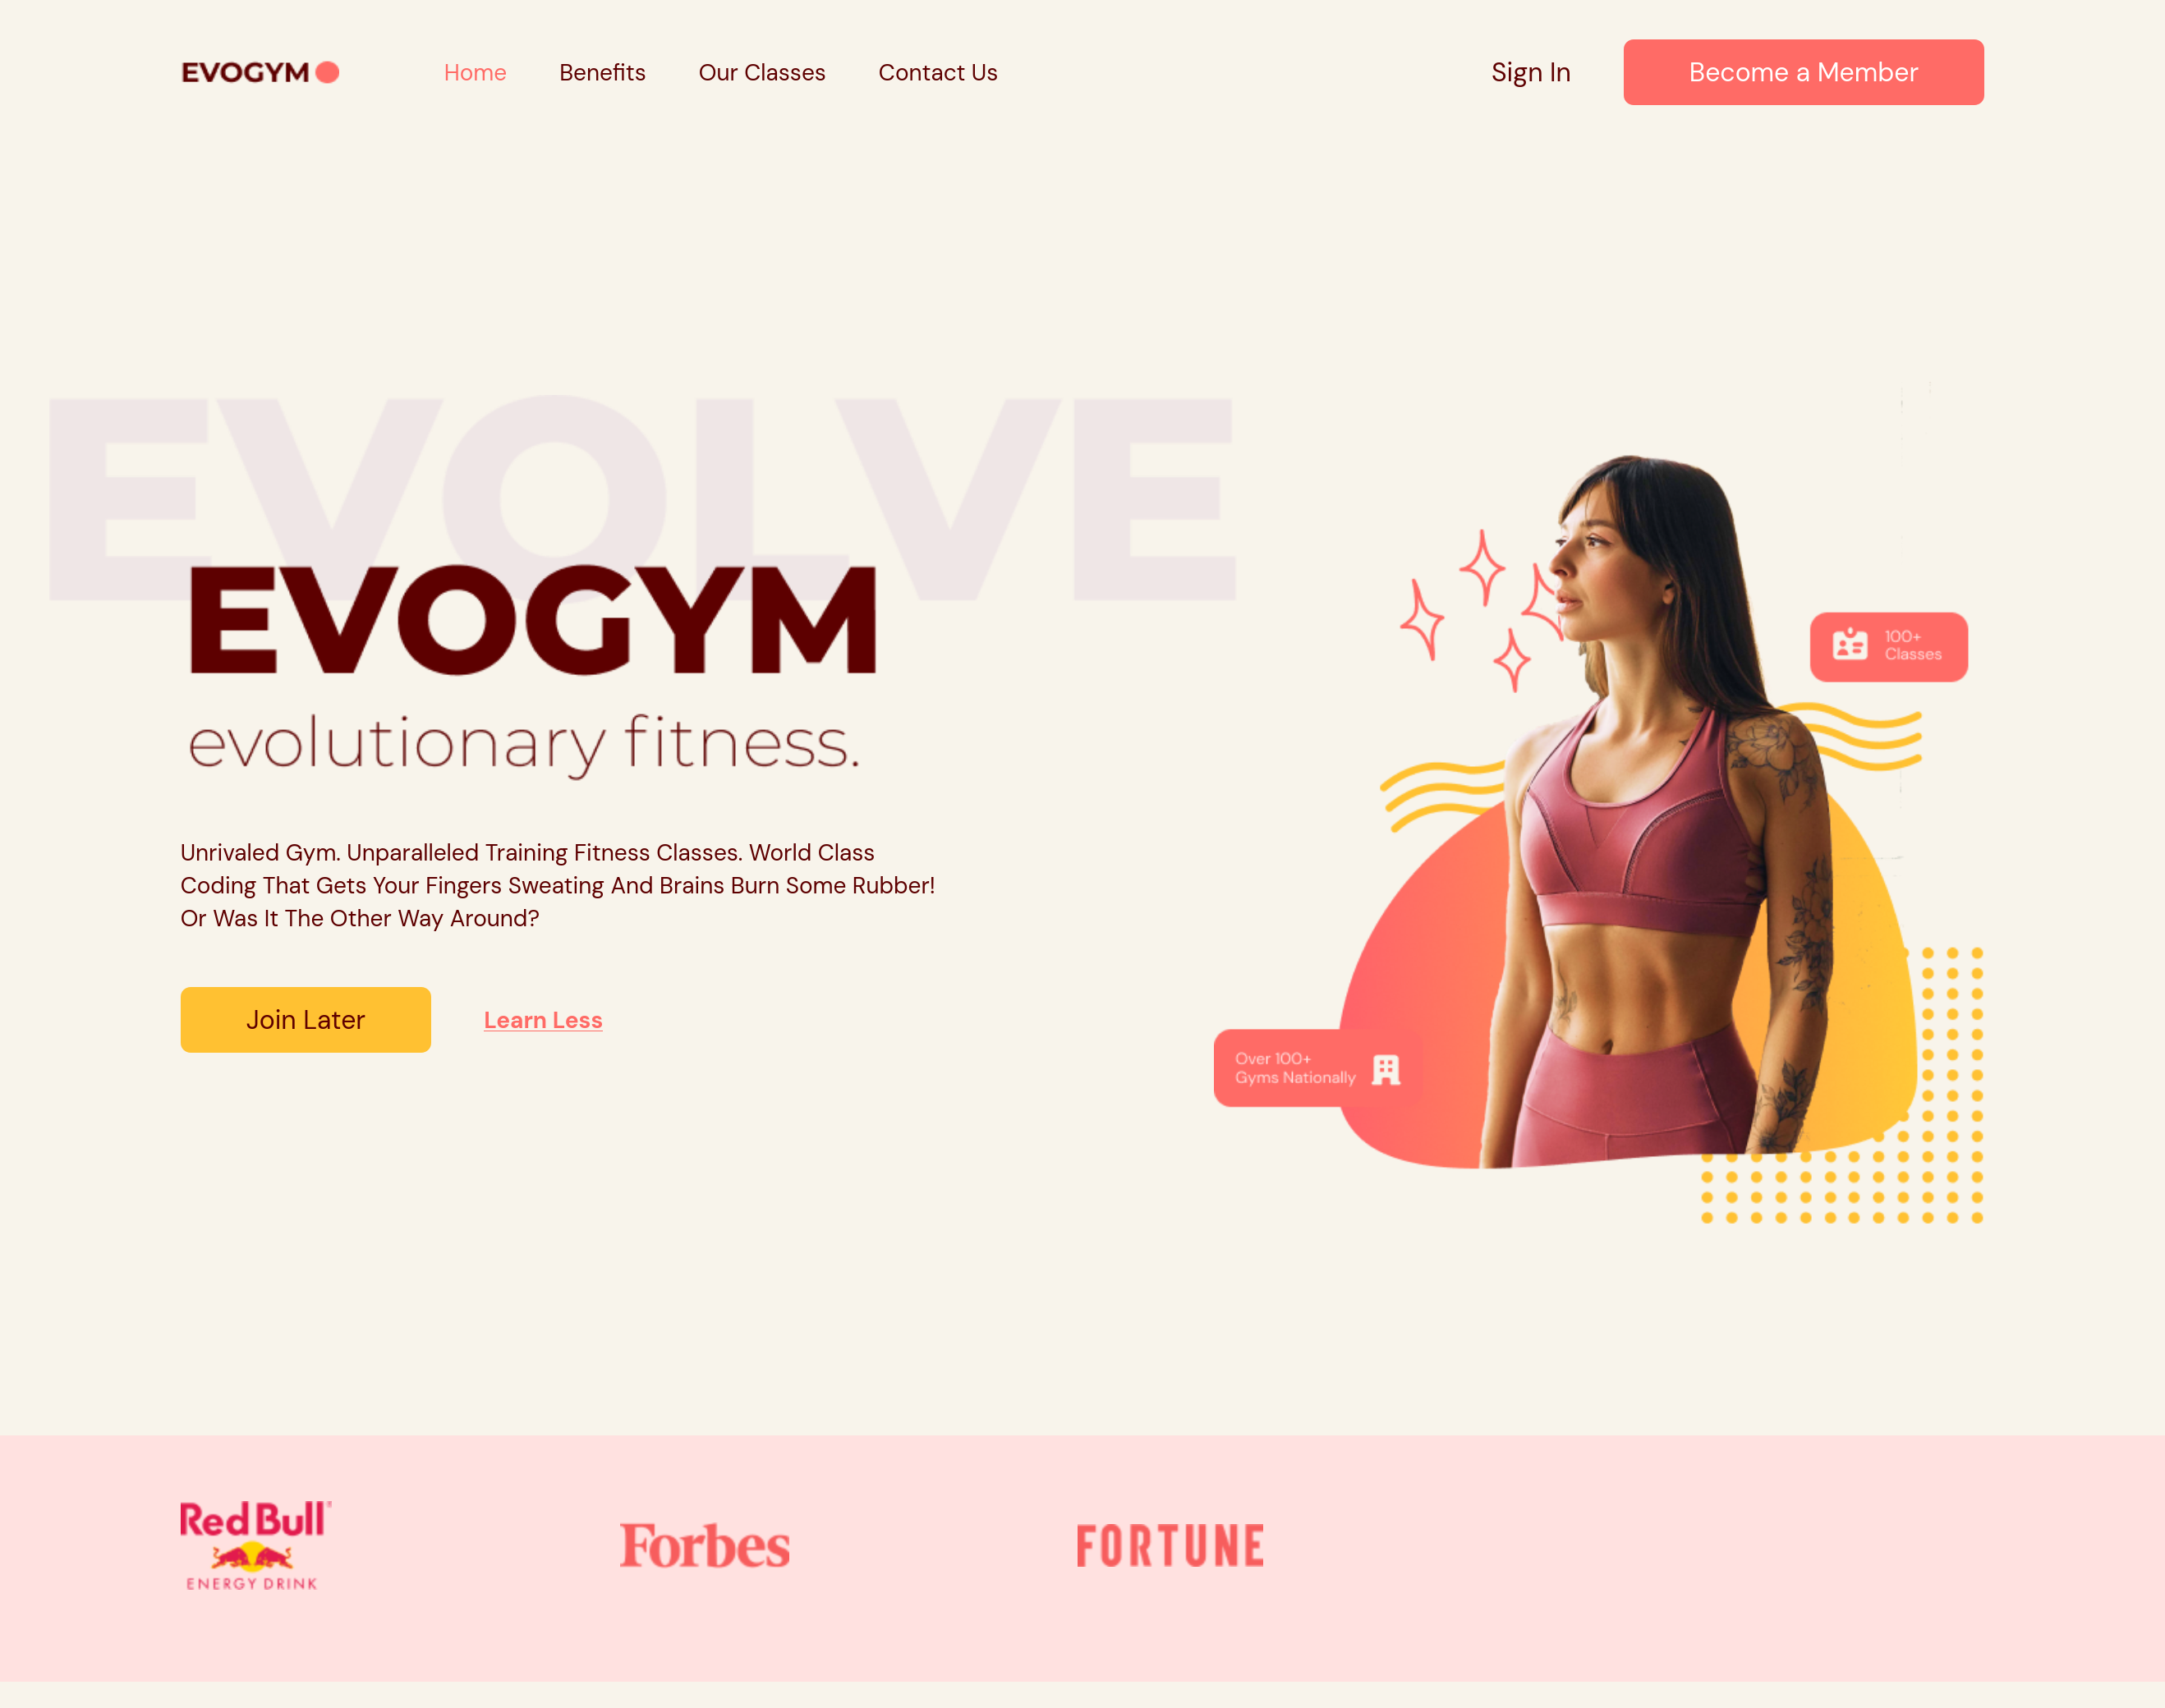 EVOGYM
Home
Benefits
Our Classes
Contact Us
Sign In
Become a Member
EVOLVE
EVOGYM
evolutionary fitness.
100+
Classes
Unrivaled Gym. Unparalleled Training Fitness Classes. World Class
Coding That Gets Your Fingers Sweating And Brains Burn Some Rubber!
Or Was It The Other Way Around?
Join Later
Learn Less
Over 100+
Gyms Nationally
Red Bull
ENERGY DRINK
Forbes
FORTUNE